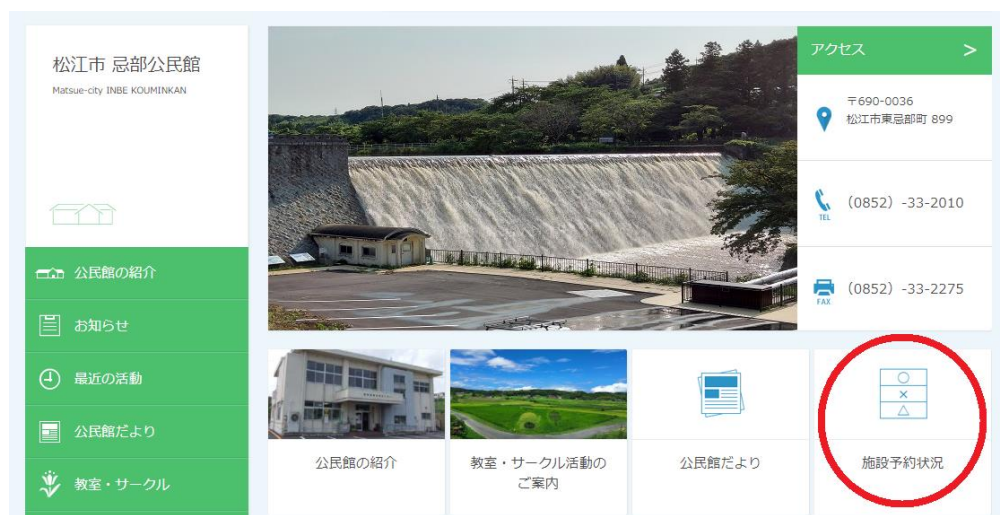 松江市 忌部公民館
Matsue-city INBE KOUMINKAN
公民館の紹介
お知らせ
最近の活動
公民館だより
教室・サークル
アクセス >
〒690-0036
松江市東忌部町 899
TEL
(0852) -33-2010
FAX
(0852) -33-2275
公民館の紹介
教室・サークル活動の
ご案内
公民館だより
○
×
△
施設予約状況